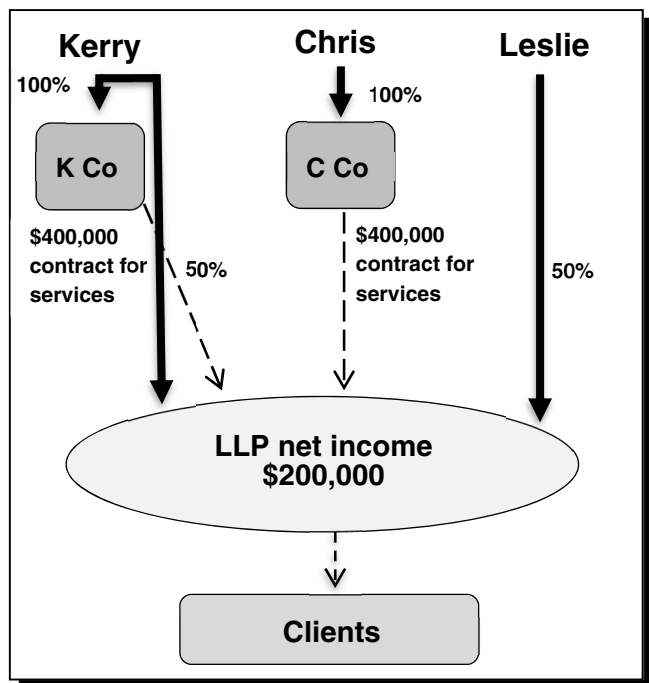 Kerry
Chris
Leslie
100%
100%
K Co
C Co
$400,000
contract for
services
50%
$400,000
contract for
services
50%
LLP net income
$200,000
Clients